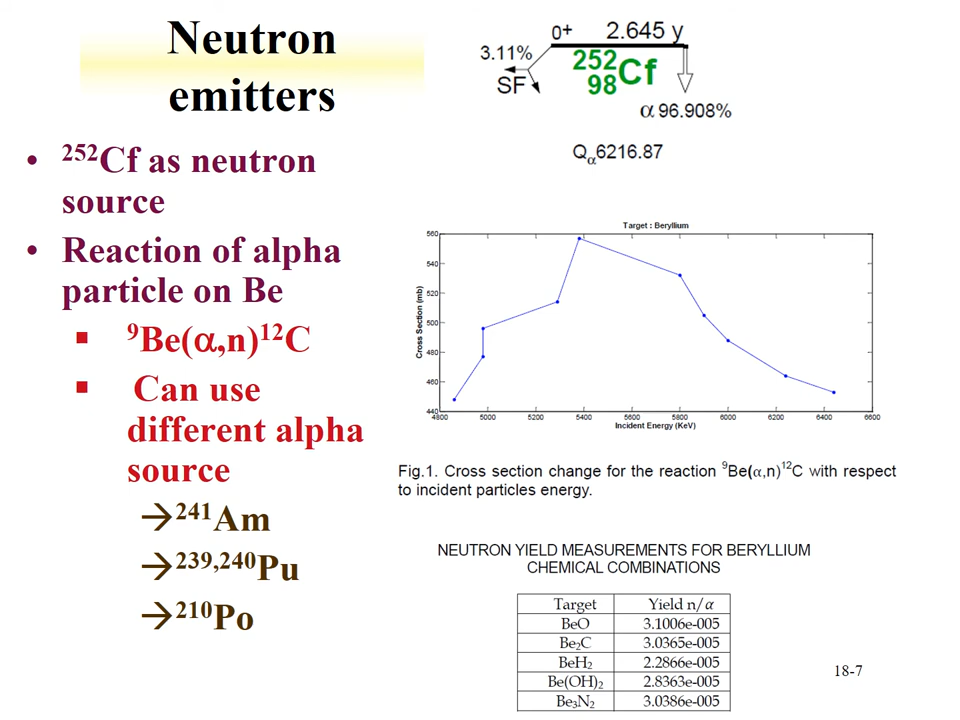 Neutron
emitters
• ²⁵²Cf as neutron
source
• Reaction of alpha
particle on Be
▪ ⁹Be(α,n)¹²C
▪ Can use
different alpha
source
→²⁴¹Am
→²³⁹,²⁴⁰Pu
→²¹⁰Po
0+ 2.645 y
3.11%
SF
²⁵²₉₈Cf
α 96.908%
Qα6216.87
Target : Beryllium
Cross Section (mb)
560
540
520
500
480
460
440
4800 5000 5200 5400 5600 5800 6000 6200 6400 6600
Incident Energy (KeV)
Fig.1. Cross section change for the reaction ⁹Be(α,n)¹²C with respect
to incident particles energy.
NEUTRON YIELD MEASUREMENTS FOR BERYLLIUM
CHEMICAL COMBINATIONS
Target Yield n/α
BeO 3.1006e-005
Be₂C 3.0365e-005
BeH₂ 2.2866e-005
Be(OH)₂ 2.8363e-005
Be₃N₂ 3.0386e-005
18-7